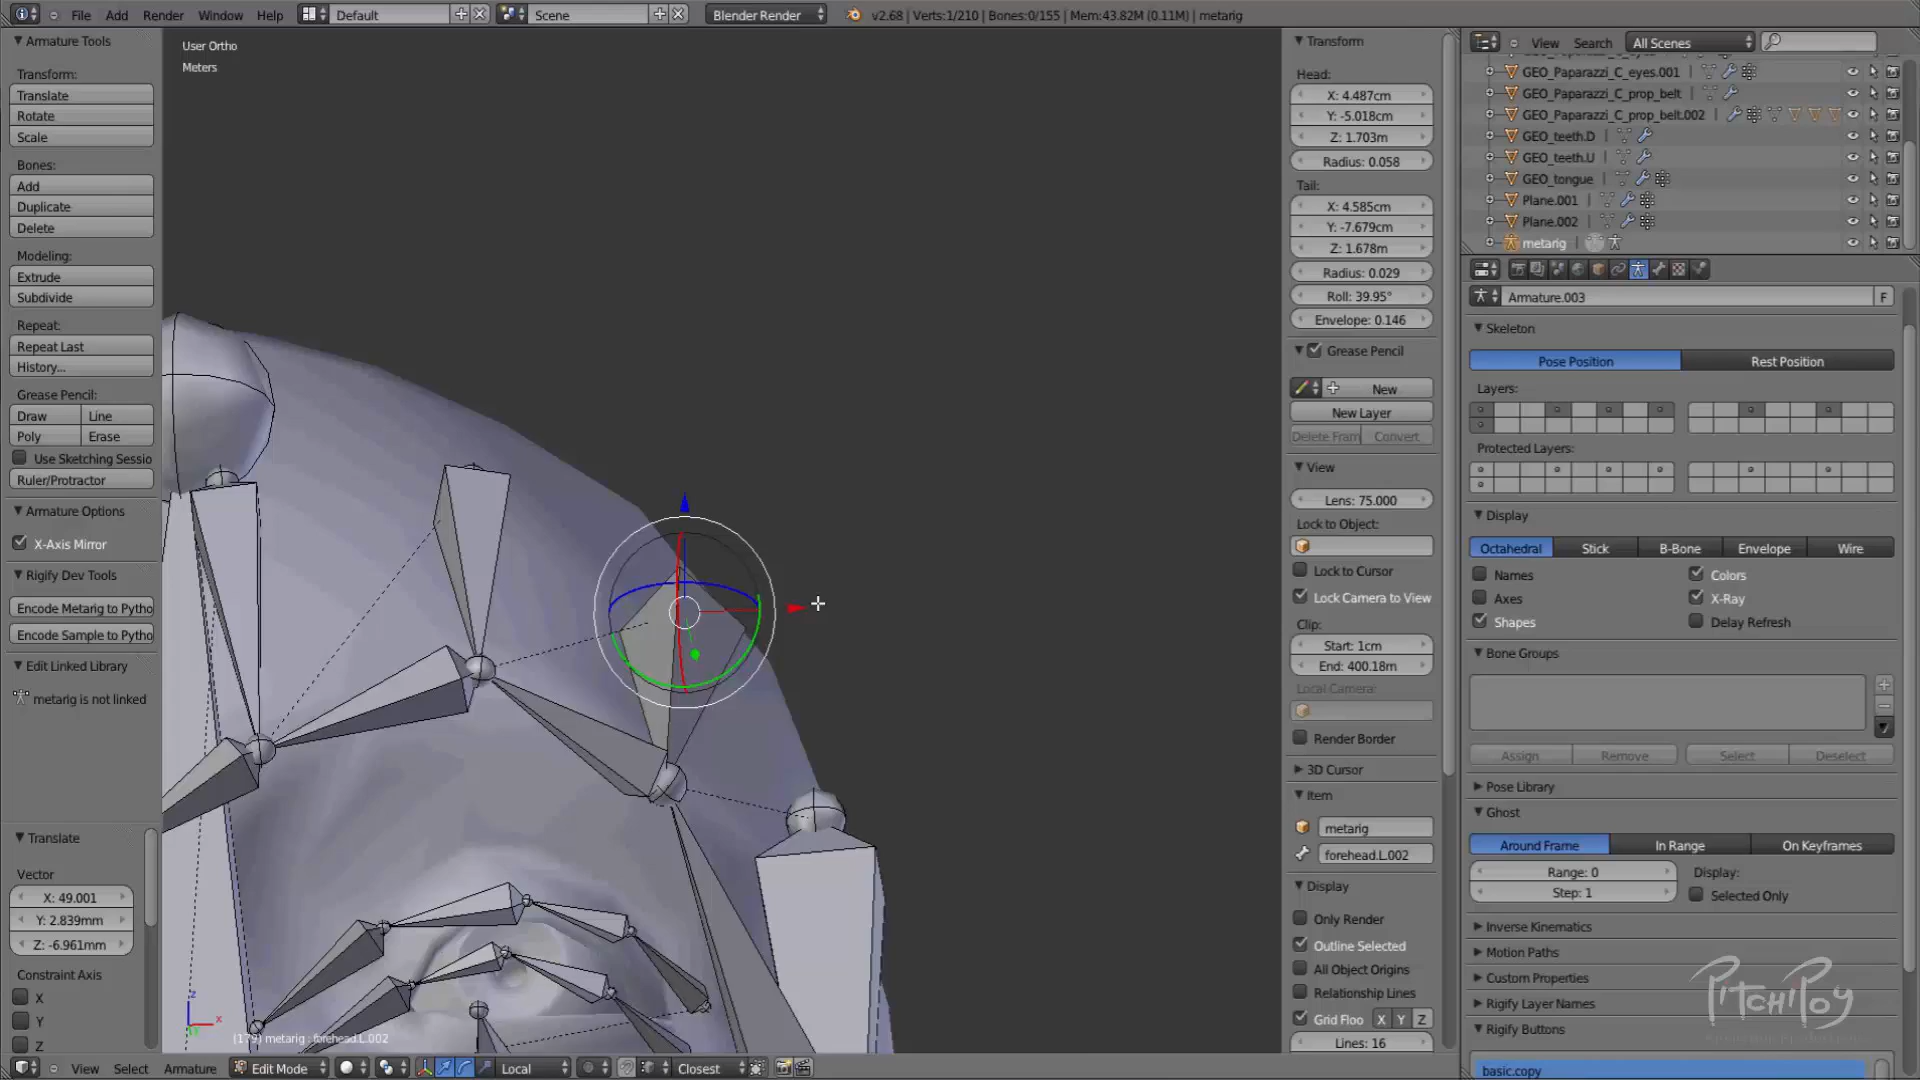 File Add Render Window Help Default Scene Blender Render v2.68 | Verts:1/210 | Bones:0/155 | Mem:43.82M (0.11M) | metarig
Armature Tools
Transform:
Translate
Rotate
Scale
Bones:
Add
Duplicate
Delete
Modeling:
Extrude
Subdivide
Repeat:
Repeat Last
History...
Grease Pencil:
Draw Line
Poly Erase
Use Sketching Sessio
Ruler/Protractor
Armature Options
X-Axis Mirror
Rigify Dev Tools
Encode Metarig to Pytho
Encode Sample to Pytho
Edit Linked Library
metarig is not linked
Translate
Vector
X: 49.001
Y: 2.839mm
Z: -6.961mm
Constraint Axis
X
Y
Z
User Ortho
Meters
(179) metarig : forehead.L.002
View Select Armature Edit Mode Local Closest
Transform
Head:
X: 4.487cm
Y: -5.018cm
Z: 1.703m
Radius: 0.058
Tail:
X: 4.585cm
Y: -7.679cm
Z: 1.678m
Radius: 0.029
Roll: 39.95°
Envelope: 0.146
Grease Pencil
New
New Layer
Delete Fram Convert
View
Lens: 75.000
Lock to Object:
Lock to Cursor
Lock Camera to View
Clip:
Start: 1cm
End: 400.18m
Local Camera:
Render Border
3D Cursor
Item
metarig
forehead.L.002
Display
Only Render
Outline Selected
All Object Origins
Relationship Lines
Grid Floo X Y Z
Lines: 16
View Search All Scenes
GEO_Paparazzi_C_eyes.001
GEO_Paparazzi_C_prop_belt
GEO_Paparazzi_C_prop_belt.002
GEO_teeth.D
GEO_teeth.U
GEO_tongue
Plane.001
Plane.002
metarig
Armature.003 F
Skeleton
Pose Position Rest Position
Layers:
Protected Layers:
Display
Octahedral Stick B-Bone Envelope Wire
Names Colors
Axes X-Ray
Shapes Delay Refresh
Bone Groups
Assign Remove Select Deselect
Pose Library
Ghost
Around Frame In Range On Keyframes
Range: 0 Display:
Step: 1 Selected Only
Inverse Kinematics
Motion Paths
Custom Properties
Rigify Layer Names
Rigify Buttons
basic.copy
PitchiPoy